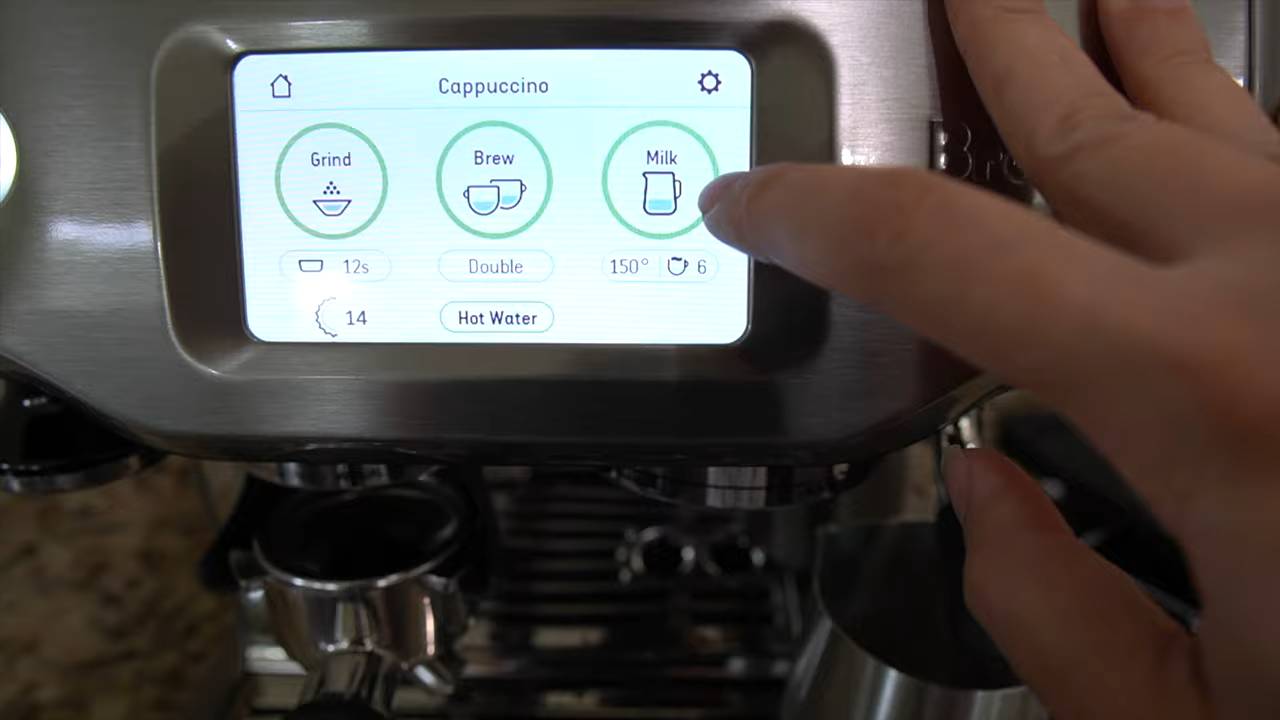 Cappuccino
Grind
Brew
Milk
12s
Double
150° 6
14
Hot Water